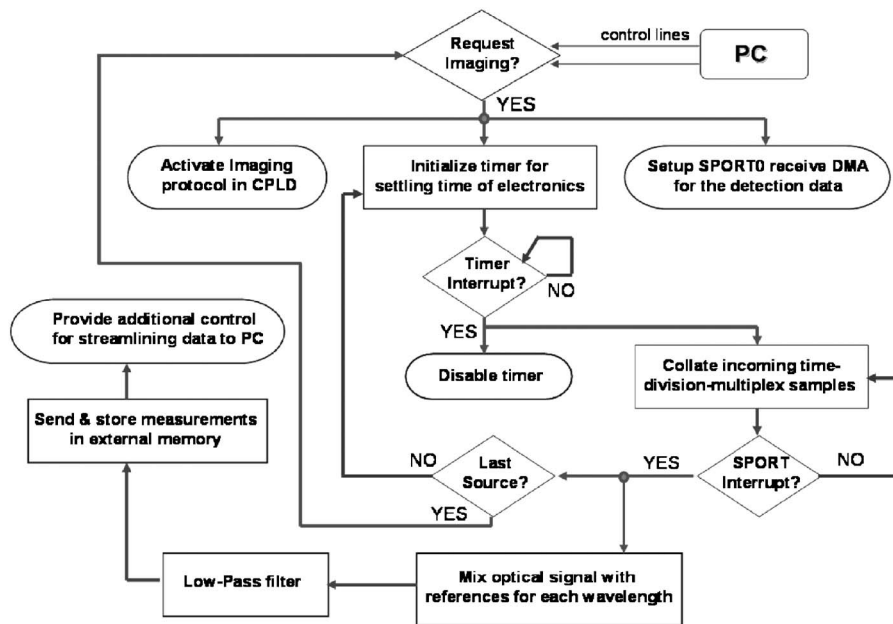 Request
Imaging?
control lines
PC
YES
Activate Imaging
protocol in CPLD
Initialize timer for
settling time of electronics
Setup SPORT0 receive DMA
for the detection data
Timer
Interrupt?
NO
YES
Provide additional control
for streamlining data to PC
Disable timer
Collate incoming time-
division-multiplex samples
Send & store measurements
in external memory
NO
Last
Source?
YES
SPORT
Interrupt?
NO
YES
Low-Pass filter
Mix optical signal with
references for each wavelength